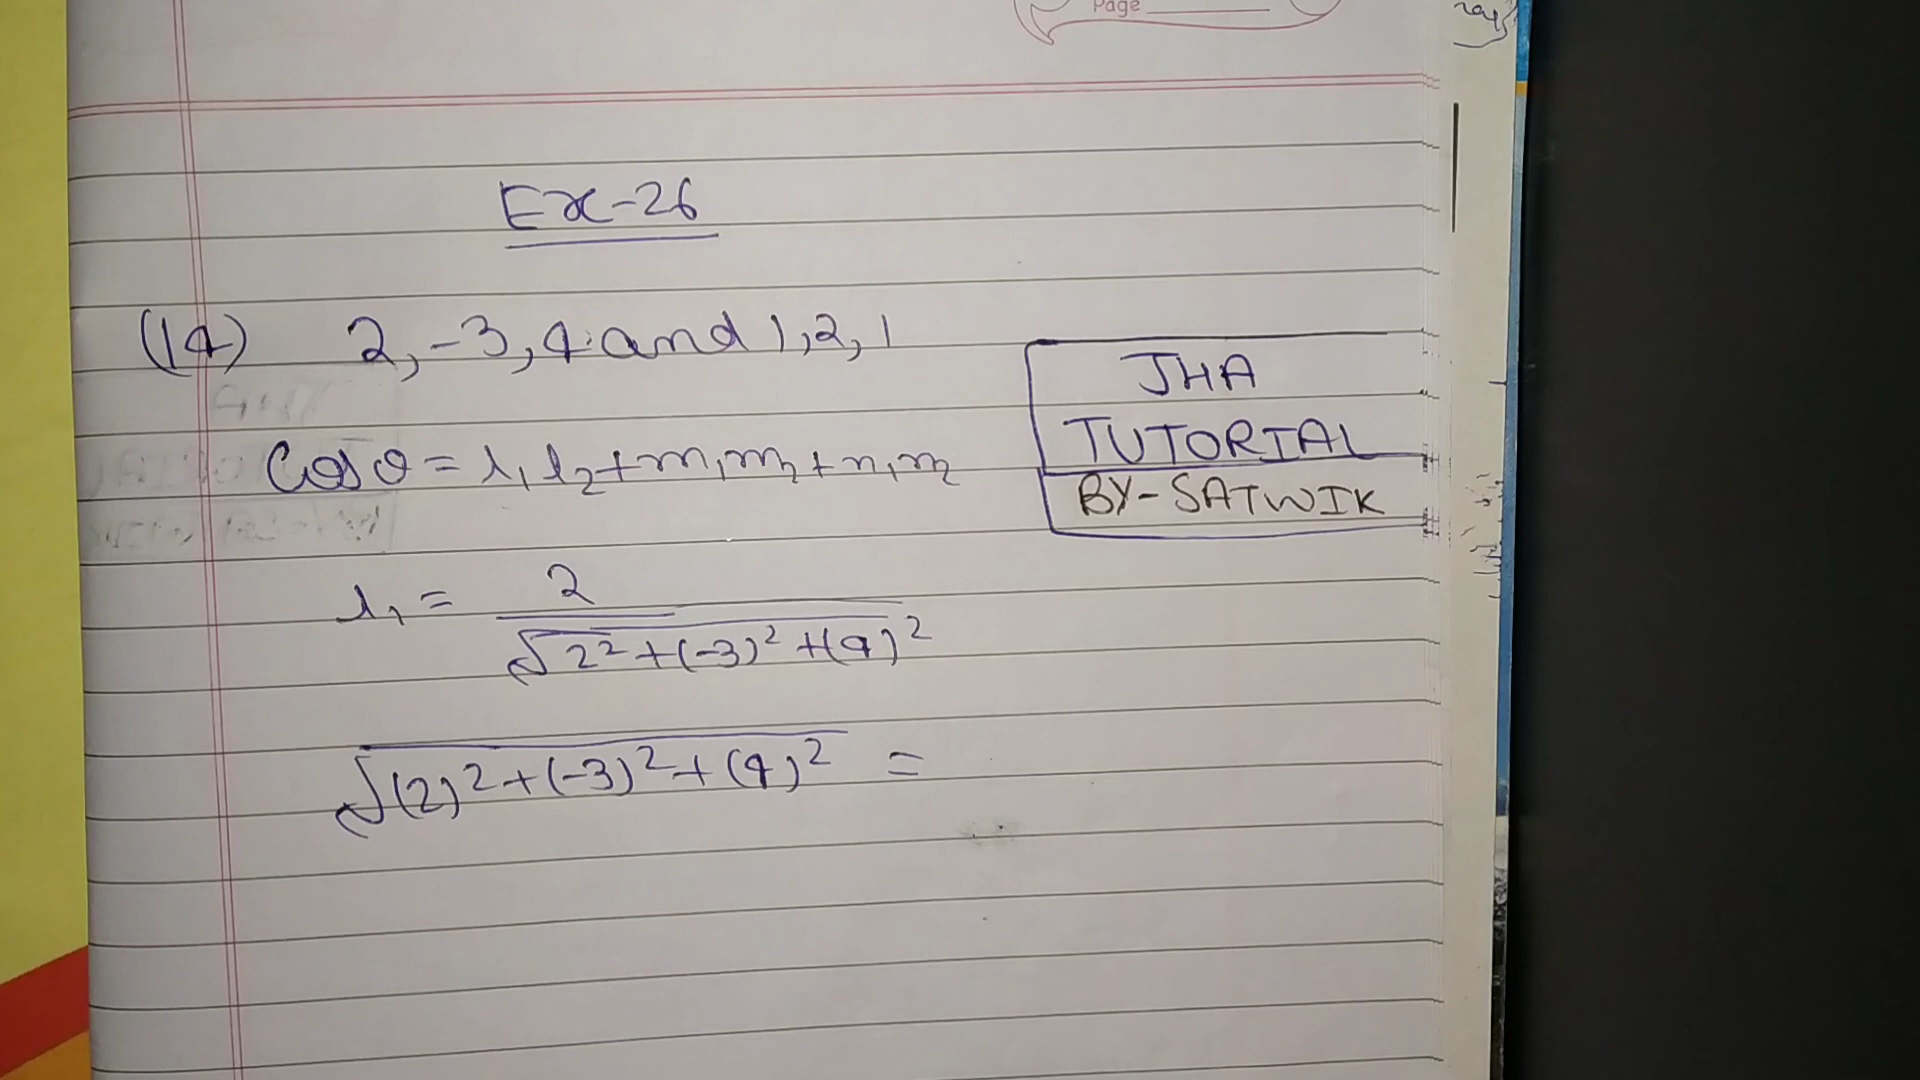 Page
Ex-26
(14) 2,-3,4 and 1,2,1
JHA
TUTORIAL
BY-SATWIK
Cosθ = l₁l₂+m₁m₂+n₁n₂
l₁ = 2
√2²+(-3)²+(4)²
√(2)²+(-3)²+(4)² =